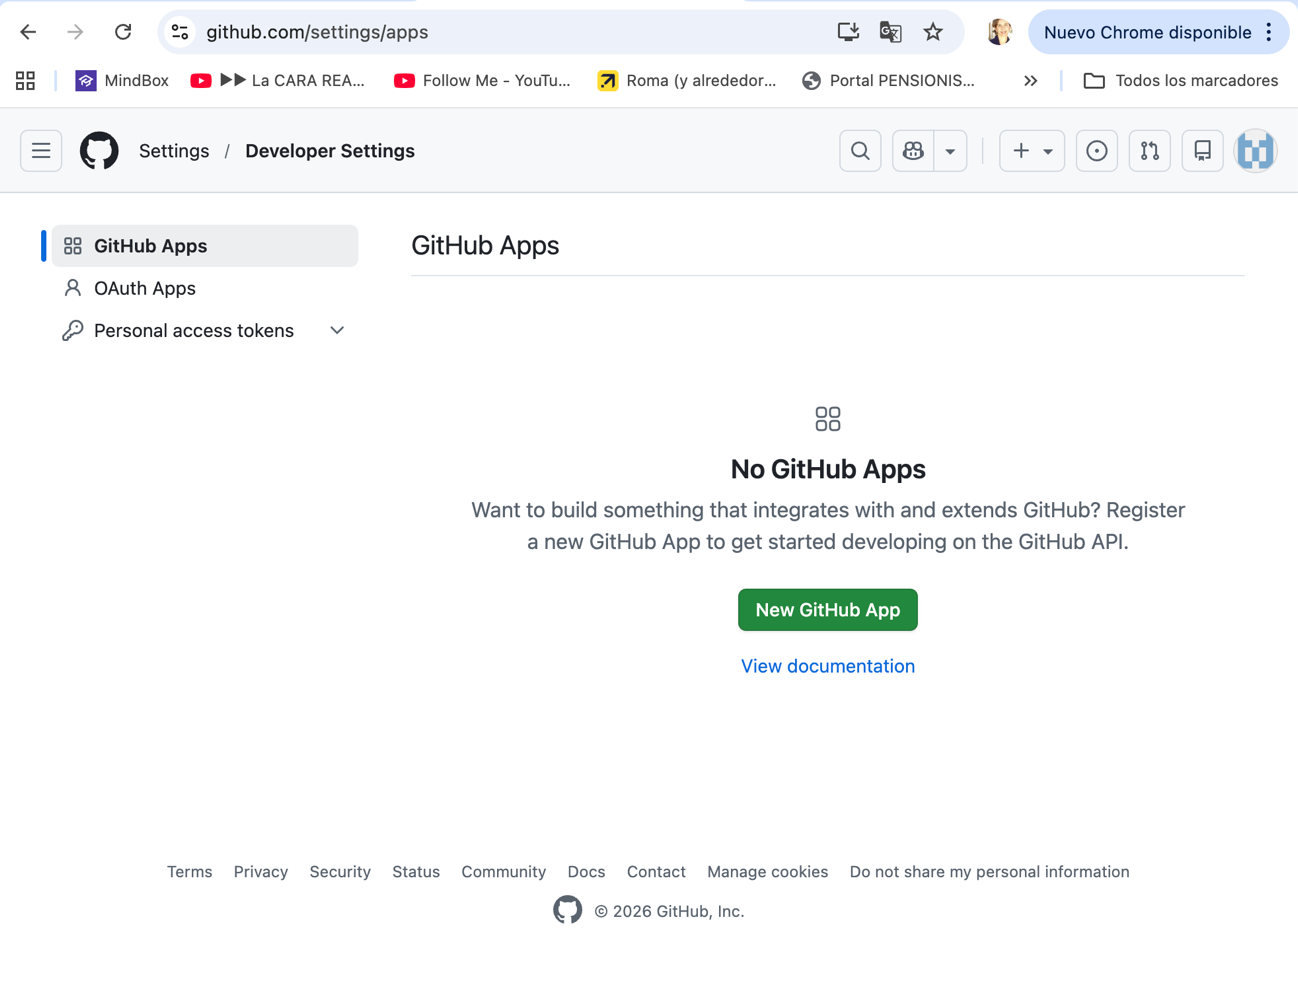 github.com/settings/apps
Nuevo Chrome disponible
MindBox
▶▶ La CARA REA...
Follow Me - YouTu...
Roma (y alrededor...
Portal PENSIONIS...
Todos los marcadores
Settings / Developer Settings
GitHub Apps
OAuth Apps
Personal access tokens
GitHub Apps
No GitHub Apps
Want to build something that integrates with and extends GitHub? Register
a new GitHub App to get started developing on the GitHub API.
New GitHub App
View documentation
Terms Privacy Security Status Community Docs Contact Manage cookies Do not share my personal information
© 2026 GitHub, Inc.